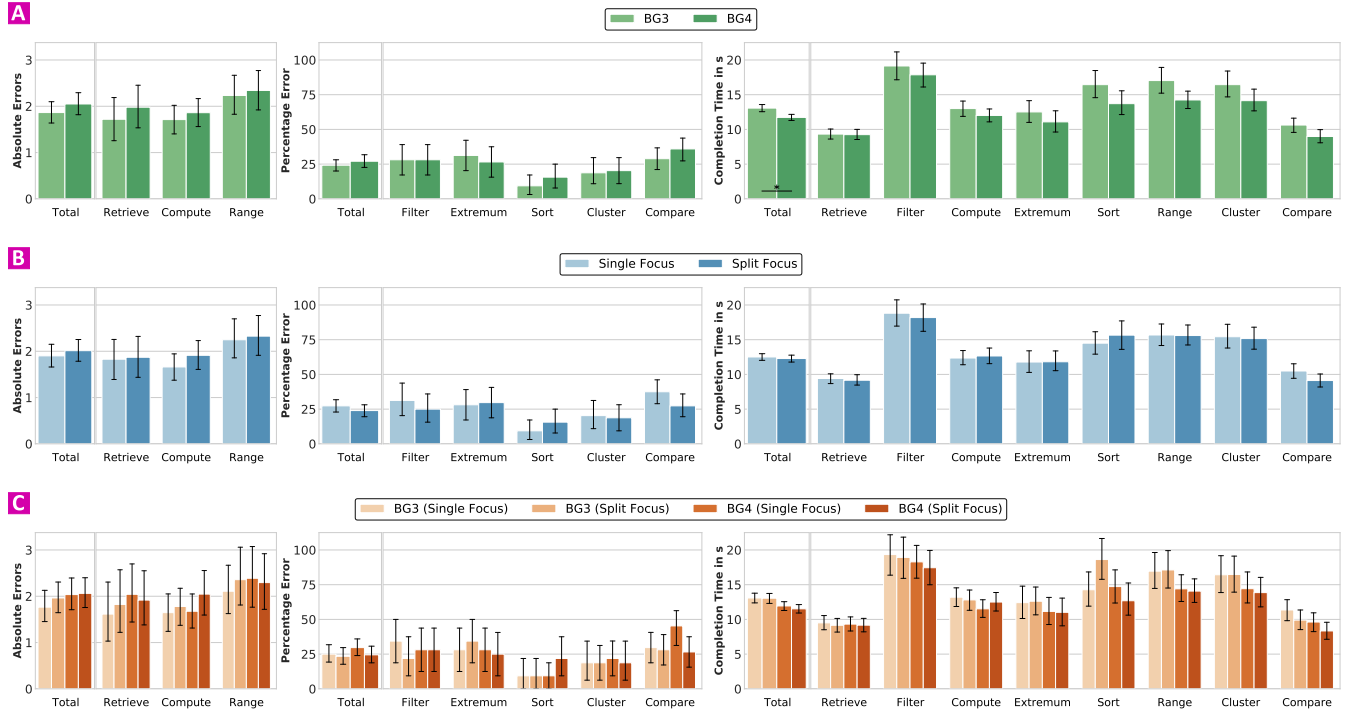 A
BG3 BG4
Absolute Errors
3
2
1
0
Total Retrieve Compute Range
Percentage Error
100
75
50
25
0
Total Filter Extremum Sort Cluster Compare
Completion Time in s
20
15
10
5
0
*
Total Retrieve Filter Compute Extremum Sort Range Cluster Compare
B
Single Focus Split Focus
Absolute Errors
3
2
1
0
Total Retrieve Compute Range
Percentage Error
100
75
50
25
0
Total Filter Extremum Sort Cluster Compare
Completion Time in s
20
15
10
5
0
Total Retrieve Filter Compute Extremum Sort Range Cluster Compare
C
BG3 (Single Focus) BG3 (Split Focus) BG4 (Single Focus) BG4 (Split Focus)
Absolute Errors
3
2
1
0
Total Retrieve Compute Range
Percentage Error
100
75
50
25
0
Total Filter Extremum Sort Cluster Compare
Completion Time in s
20
15
10
5
0
Total Retrieve Filter Compute Extremum Sort Range Cluster Compare